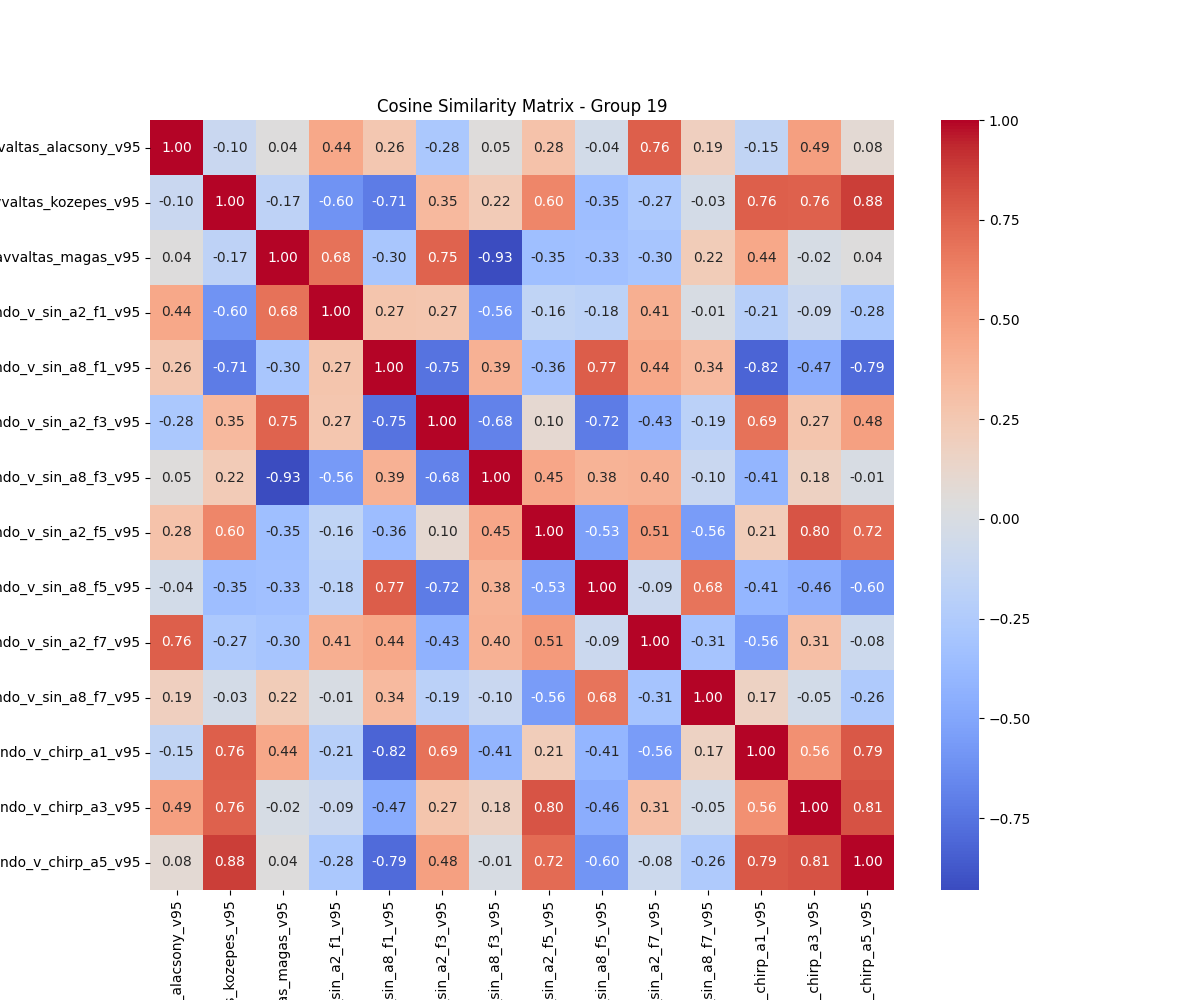 Cosine Similarity Matrix - Group 19
valtas_alacsony_v95 1.00 -0.10 0.04 0.44 0.26 -0.28 0.05 0.28 -0.04 0.76 0.19 -0.15 0.49 0.08
valtas_kozepes_v95 -0.10 1.00 -0.17 -0.60 -0.71 0.35 0.22 0.60 -0.35 -0.27 -0.03 0.76 0.76 0.88
avvaltas_magas_v95 0.04 -0.17 1.00 0.68 -0.30 0.75 -0.93 -0.35 -0.33 -0.30 0.22 0.44 -0.02 0.04
ndo_v_sin_a2_f1_v95 0.44 -0.60 0.68 1.00 0.27 0.27 -0.56 -0.16 -0.18 0.41 -0.01 -0.21 -0.09 -0.28
ndo_v_sin_a8_f1_v95 0.26 -0.71 -0.30 0.27 1.00 -0.75 0.39 -0.36 0.77 0.44 0.34 -0.82 -0.47 -0.79
ndo_v_sin_a2_f3_v95 -0.28 0.35 0.75 0.27 -0.75 1.00 -0.68 0.10 -0.72 -0.43 -0.19 0.69 0.27 0.48
ndo_v_sin_a8_f3_v95 0.05 0.22 -0.93 -0.56 0.39 -0.68 1.00 0.45 0.38 0.40 -0.10 -0.41 0.18 -0.01
ndo_v_sin_a2_f5_v95 0.28 0.60 -0.35 -0.16 -0.36 0.10 0.45 1.00 -0.53 0.51 -0.56 0.21 0.80 0.72
ndo_v_sin_a8_f5_v95 -0.04 -0.35 -0.33 -0.18 0.77 -0.72 0.38 -0.53 1.00 -0.09 0.68 -0.41 -0.46 -0.60
ndo_v_sin_a2_f7_v95 0.76 -0.27 -0.30 0.41 0.44 -0.43 0.40 0.51 -0.09 1.00 -0.31 -0.56 0.31 -0.08
ndo_v_sin_a8_f7_v95 0.19 -0.03 0.22 -0.01 0.34 -0.19 -0.10 -0.56 0.68 -0.31 1.00 0.17 -0.05 -0.26
ndo_v_chirp_a1_v95 -0.15 0.76 0.44 -0.21 -0.82 0.69 -0.41 0.21 -0.41 -0.56 0.17 1.00 0.56 0.79
ndo_v_chirp_a3_v95 0.49 0.76 -0.02 -0.09 -0.47 0.27 0.18 0.80 -0.46 0.31 -0.05 0.56 1.00 0.81
ndo_v_chirp_a5_v95 0.08 0.88 0.04 -0.28 -0.79 0.48 -0.01 0.72 -0.60 -0.08 -0.26 0.79 0.81 1.00
_alacsony_v95
s_kozepes_v95
as_magas_v95
sin_a2_f1_v95
sin_a8_f1_v95
sin_a2_f3_v95
sin_a8_f3_v95
sin_a2_f5_v95
sin_a8_f5_v95
sin_a2_f7_v95
sin_a8_f7_v95
_chirp_a1_v95
_chirp_a3_v95
_chirp_a5_v95
1.00
0.75
0.50
0.25
0.00
−0.25
−0.50
−0.75